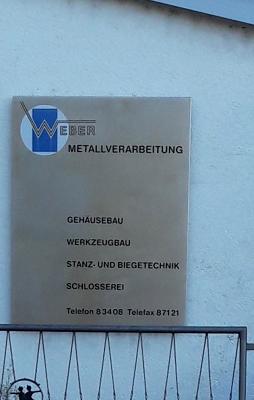 WEBER
METALLVERARBEITUNG
GEHÄUSEBAU
WERKZEUGBAU
STANZ- UND BIEGETECHNIK
SCHLOSSEREI
Telefon 83408 Telefax 87121